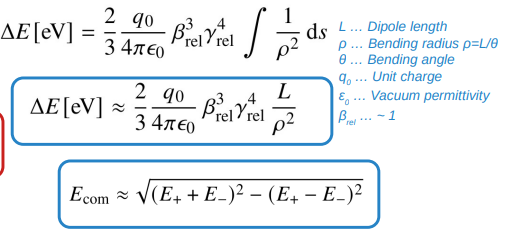 ΔE[eV] = 2/3 q₀/4πϵ₀ β³rel γ⁴rel ∫ 1/ρ² ds
L … Dipole length
ρ … Bending radius ρ=L/θ
θ … Bending angle
q₀ … Unit charge
ε₀ … Vacuum permittivity
βrel … ~ 1
ΔE[eV] ≈ 2/3 q₀/4πϵ₀ β³rel γ⁴rel L/ρ²
Ecom ≈ √(E₊ + E₋)² − (E₊ − E₋)²